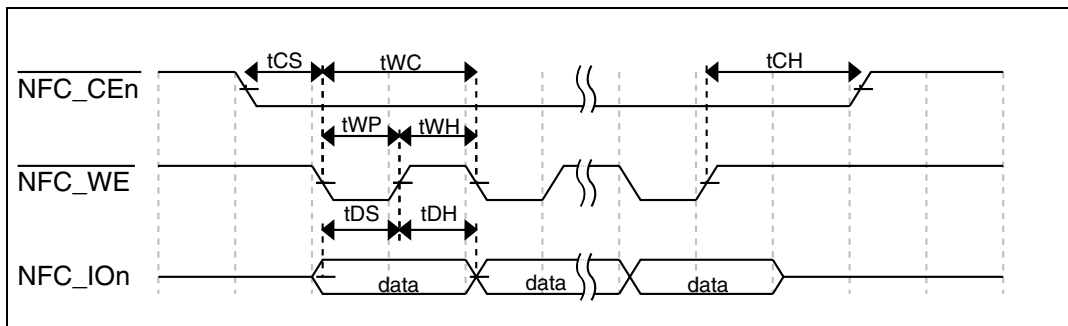 tCS tWC tCH
NFC_CEn
tWP tWH
NFC_WE
tDS tDH
NFC_IOn data data data